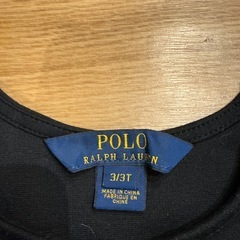 POLO
RALPH LAUREN
3/3T
MADE IN CHINA
FABRIQUÉ EN
CHINE